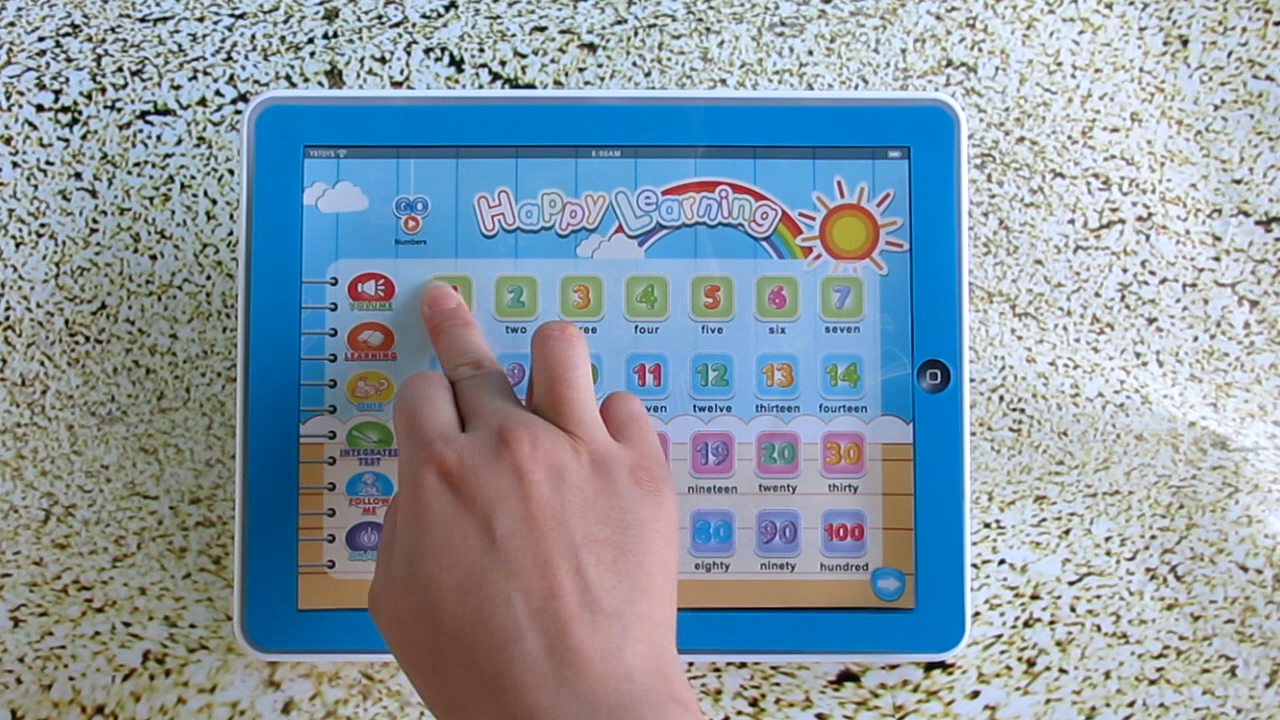 YSTOYS 6:00AM
GO
Numbers
Happy Learning
VOLUME
LEARNING
QUIZ
INTEGRATED
TEST
FOLLOW
ME
2 3 4 5 6 7
two four five six seven
9 11 12 13 14
twelve thirteen fourteen
19 20 30
nineteen twenty thirty
80 90 100
eighty ninety hundred